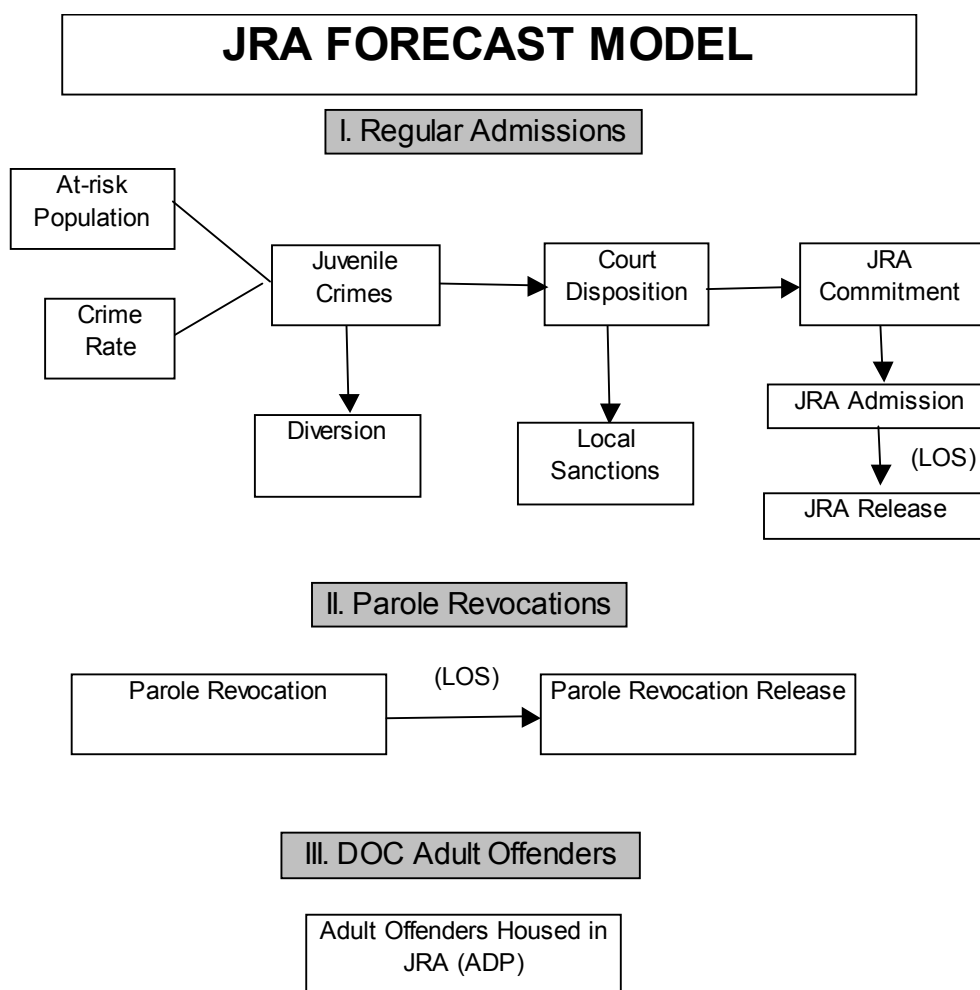 JRA FORECAST MODEL
I. Regular Admissions
At-risk
Population
Crime
Rate
Juvenile
Crimes
Court
Disposition
JRA
Commitment
Diversion
Local
Sanctions
JRA Admission
(LOS)
JRA Release
II. Parole Revocations
Parole Revocation
(LOS)
Parole Revocation Release
III. DOC Adult Offenders
Adult Offenders Housed in
JRA (ADP)